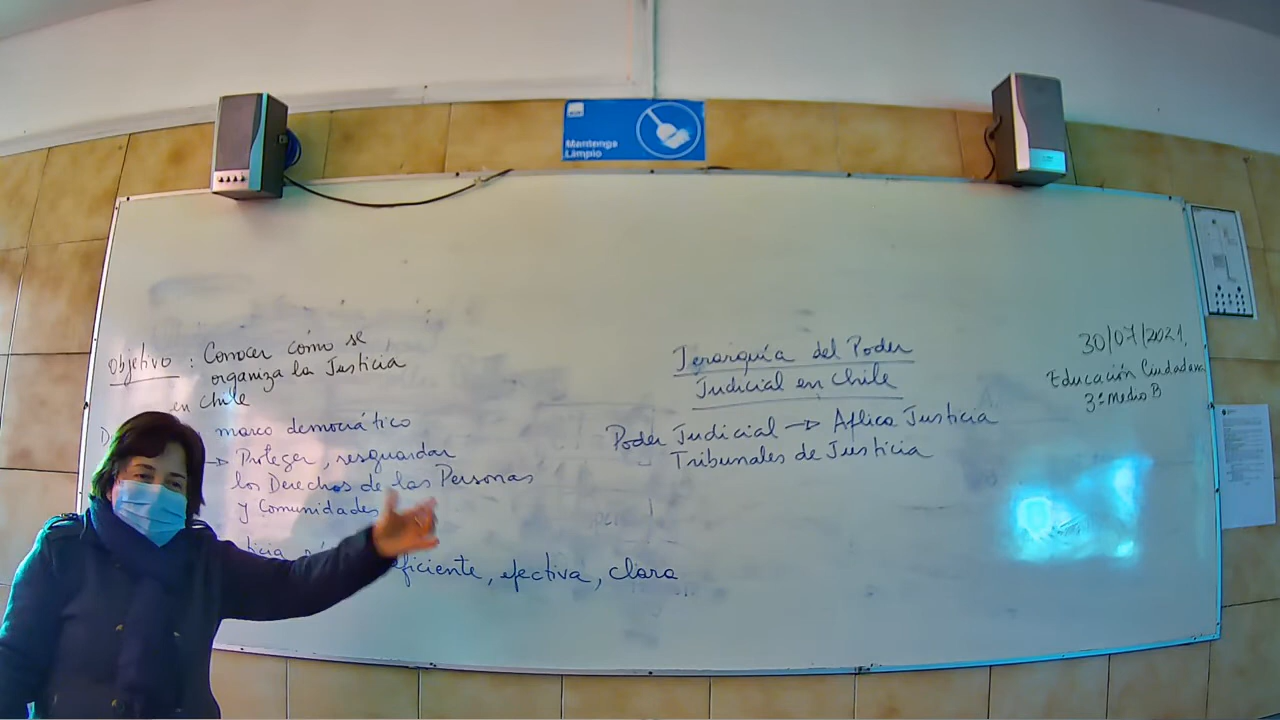 Mantenga
Limpio
Objetivo : Conocer cómo se
organiza la Justicia
en Chile
marco democrático
→ Proteger, resguardar
los Derechos de las Personas
y Comunidades
eficiente, efectiva, clara
Jerarquía del Poder
Judicial en Chile
Poder Judicial → Aplica Justicia
Tribunales de Justicia
30/07/2021,
Educación Ciudadana
3º Medio B